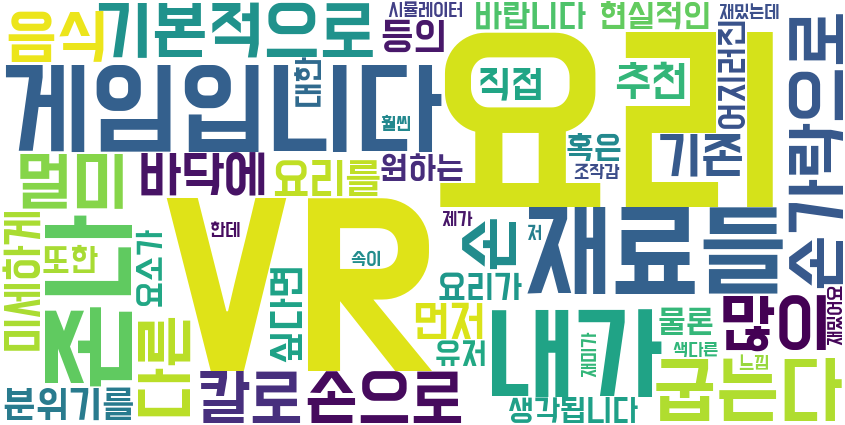 음식
기본적으로
시뮬레이터
등의
바랍니다
현실적인
재밌는데
게임입니다
대한
훨씬
요리
직접
추천
어지러진
손가락으로
혹은
조작감
기존
멀미
바닥에
요리를
원하는
미세하게
존나
또한
요소가
VR
한데
속이
싶다면
제가
손
저
재료들
요리가
다른
먼저
유저
내가
재미가
물론
색다른
느낌
많이
재밌어요
분위기를
칼로
손으로
생각됩니다
굽는다